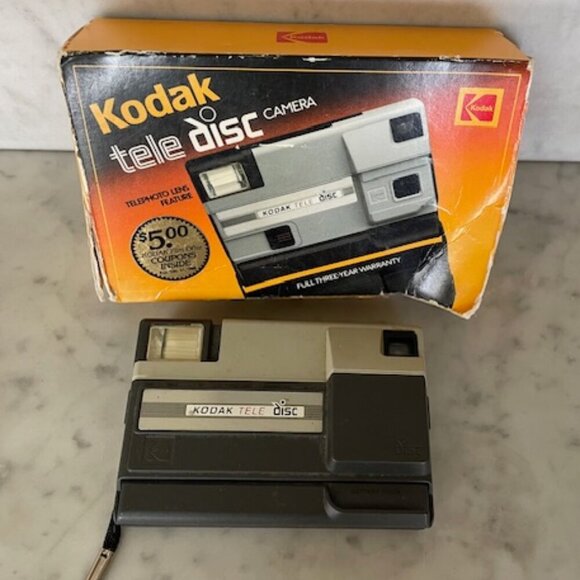 Kodak
Kodak
tele disc CAMERA
Kodak
TELEPHOTO LENS
FEATURE
$5.00
COUPONS
INSIDE
KODAK TELE disc
FULL THREE-YEAR WARRANTY
KODAK TELE disc
disc